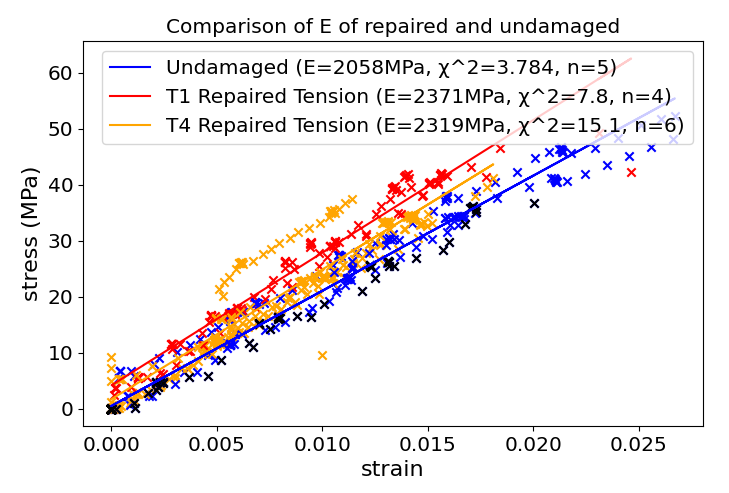 Comparison of E of repaired and undamaged
Undamaged (E=2058MPa, χ^2=3.784, n=5)
T1 Repaired Tension (E=2371MPa, χ^2=7.8, n=4)
T4 Repaired Tension (E=2319MPa, χ^2=15.1, n=6)
stress (MPa)
60
50
40
30
20
10
0
0.000 0.005 0.010 0.015 0.020 0.025
strain